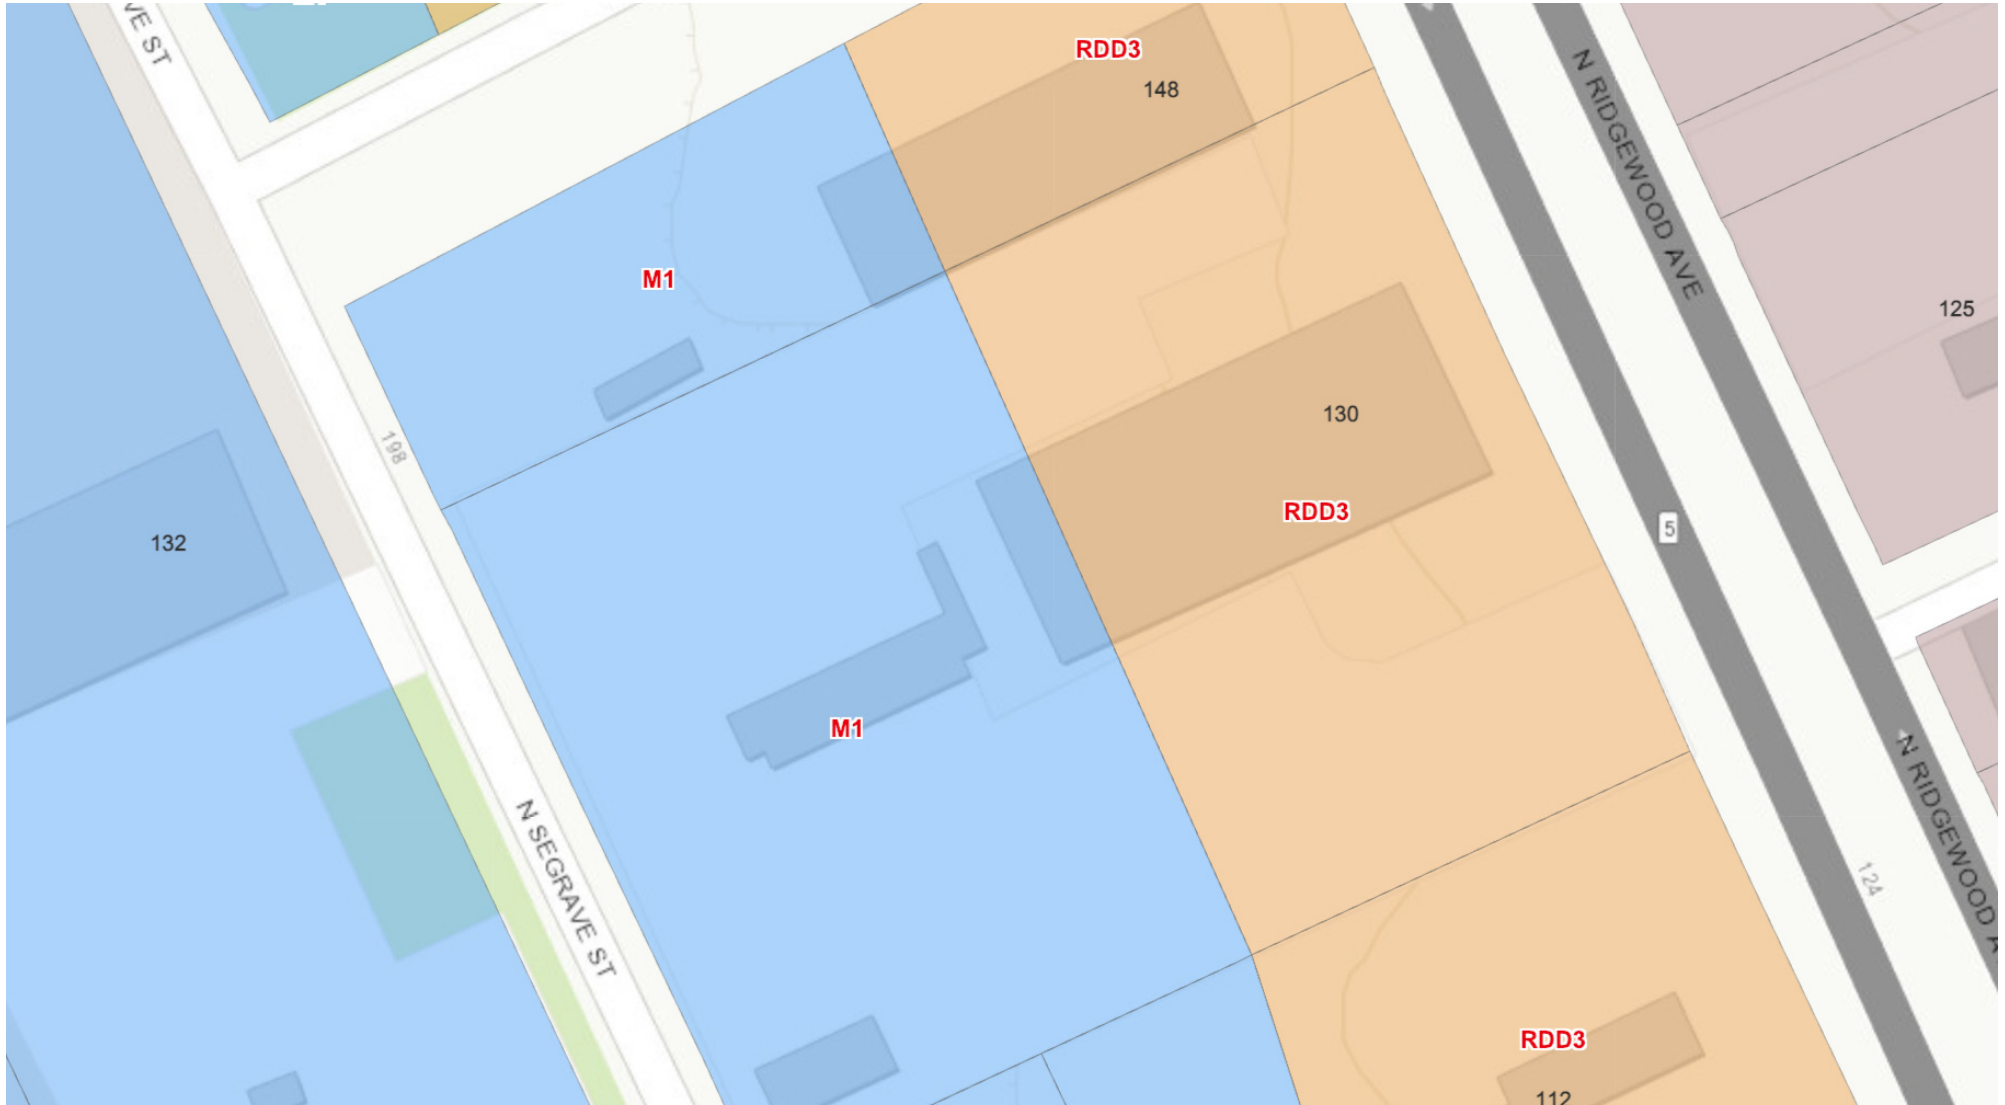 VE ST
RDD3
148
N RIDGEWOOD AVE
M1
125
198
130
RDD3
5
132
M1
N SEGRAVE ST
N RIDGEWOOD A
124
RDD3
112